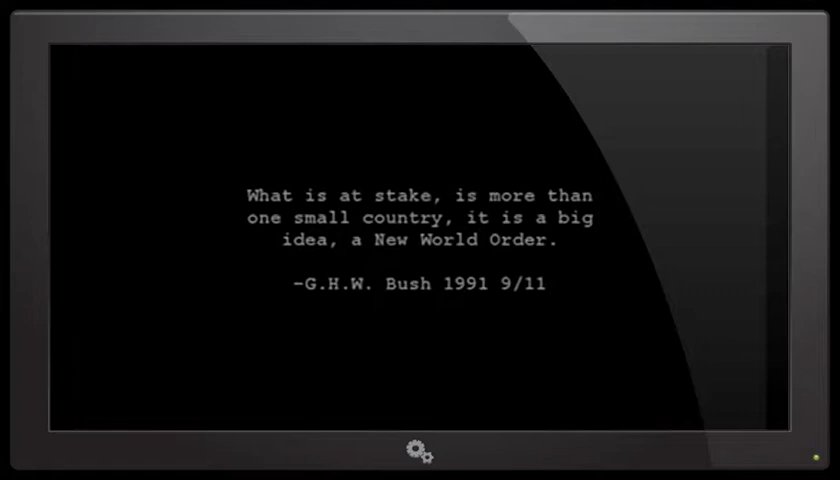 What is at stake, is more than
one small country, it is a big
idea, a New World Order.
-G.H.W. Bush 1991 9/11